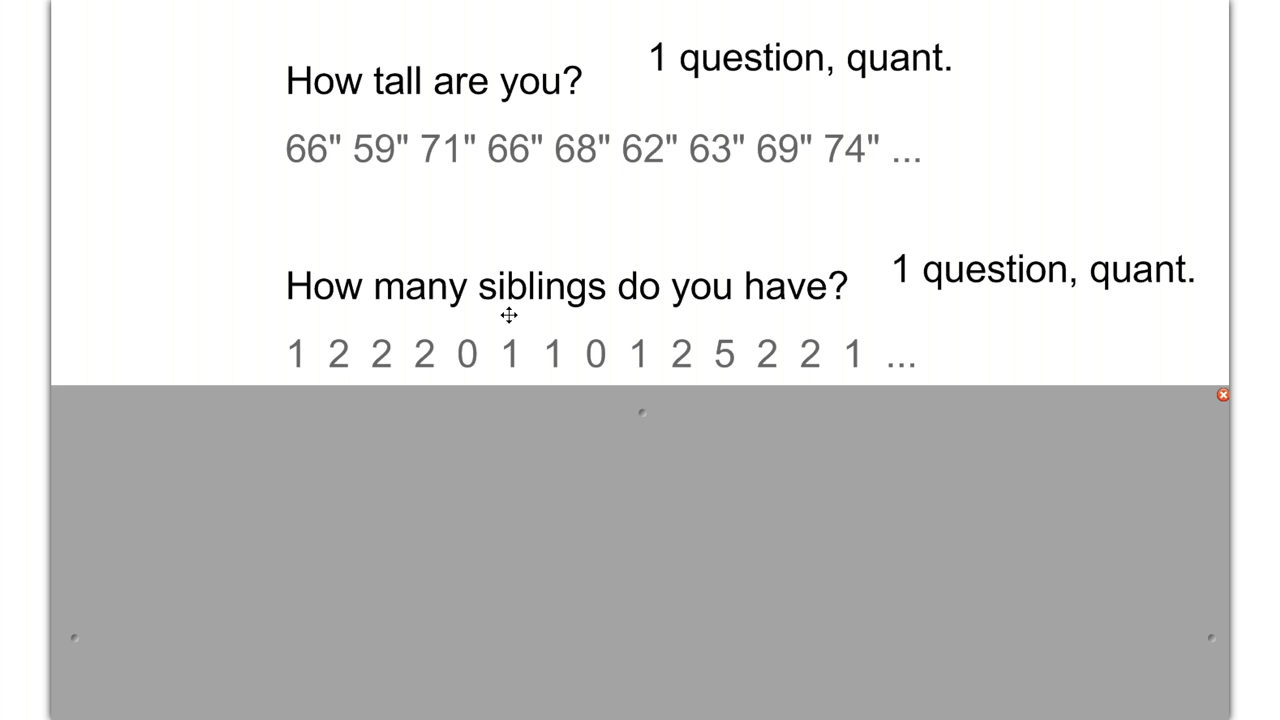 1 question, quant.
How tall are you?
66" 59" 71" 66" 68" 62" 63" 69" 74" ...
1 question, quant.
How many siblings do you have?
1 2 2 2 0 1 1 0 1 2 5 2 2 1 ...